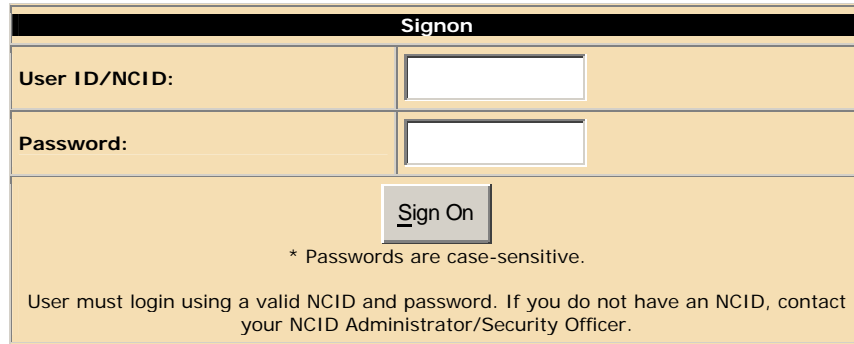 Signon
User ID/NCID:
Password:
Sign On
* Passwords are case-sensitive.
User must login using a valid NCID and password. If you do not have an NCID, contact
your NCID Administrator/Security Officer.